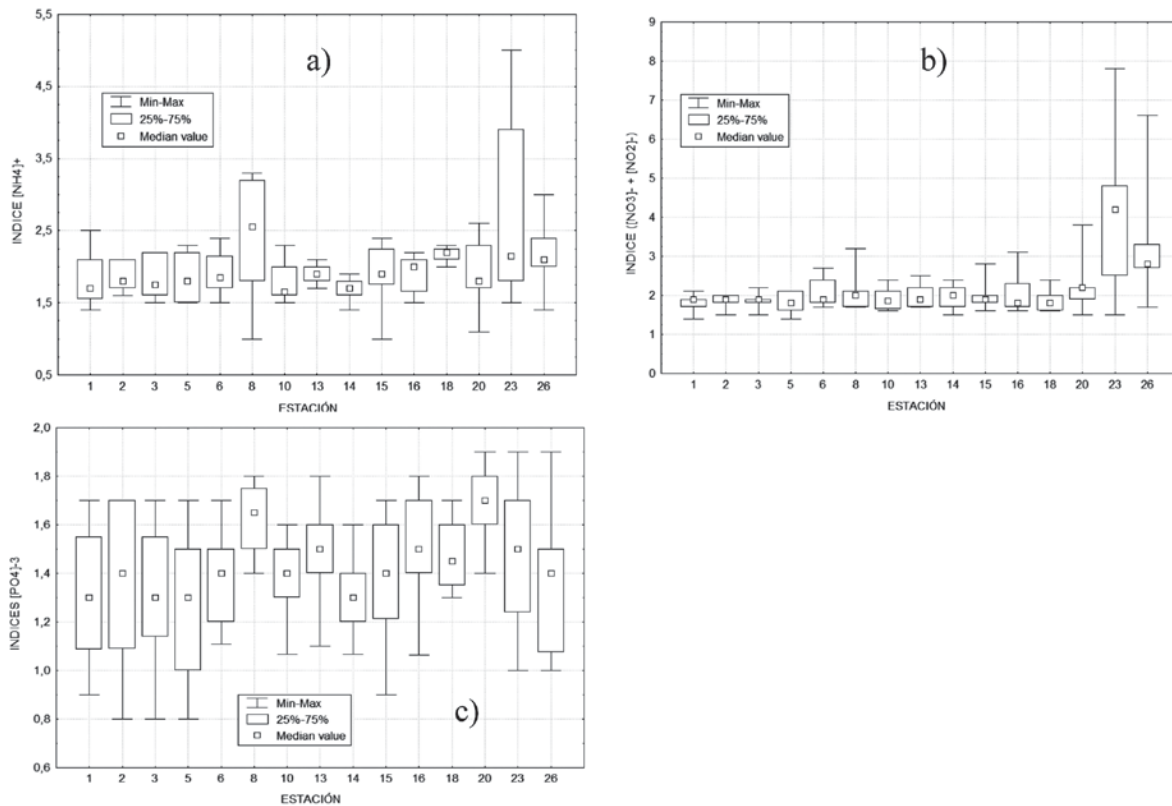 a)
5,5
4,5
3,5
2,5
1,5
0,5
INDICE [NH4]+
Min-Max
25%-75%
Median value
1 2 3 5 6 8 10 13 14 15 16 18 20 23 26
ESTACIÓN
b)
9
8
7
6
5
4
3
2
1
0
INDICE ([NO3]- + [NO2]-)
Min-Max
25%-75%
Median value
1 2 3 5 6 8 10 13 14 15 16 18 20 23 26
ESTACIÓN
2,0
1,8
1,6
1,4
1,2
1,0
0,8
0,6
INDICES [PO4]-3
Min-Max
25%-75%
Median value
c)
1 2 3 5 6 8 10 13 14 15 16 18 20 23 26
ESTACIÓN